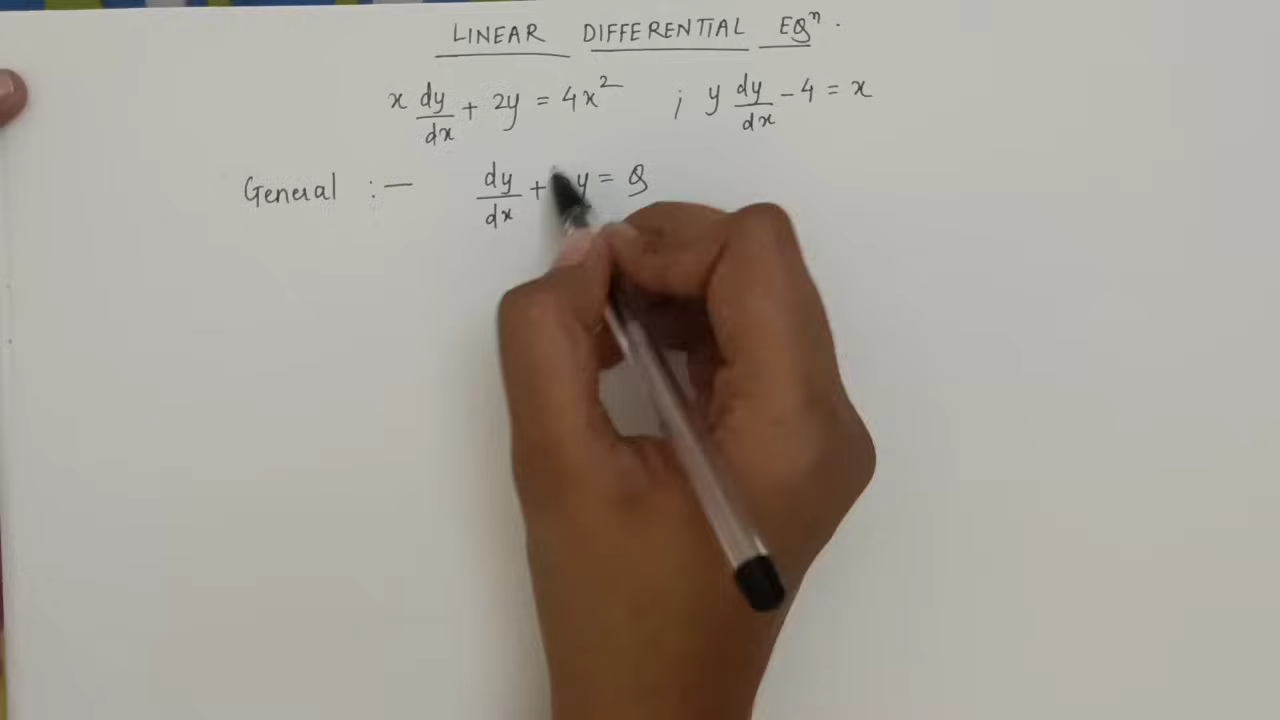 LINEAR DIFFERENTIAL EQⁿ.
x dy/dx + 2y = 4x² ; y dy/dx - 4 = x
General :— dy/dx + y = Q